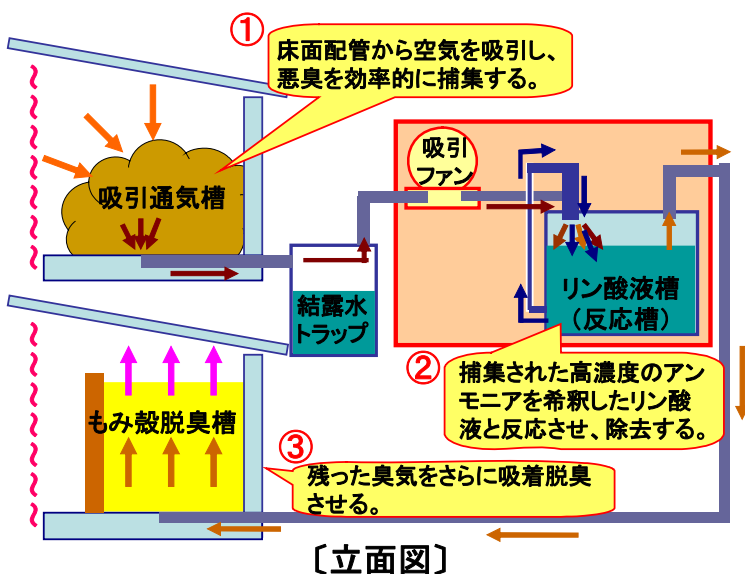 ①
床面配管から空気を吸引し、
悪臭を効率的に捕集する。
吸引
ファン
吸引通気槽
結露水
トラップ
リン酸液槽
（反応槽）
②
捕集された高濃度のアン
モニアを希釈したリン酸
液と反応させ、除去する。
もみ殻脱臭槽
③
残った臭気をさらに吸着脱臭
させる。
〔立面図〕